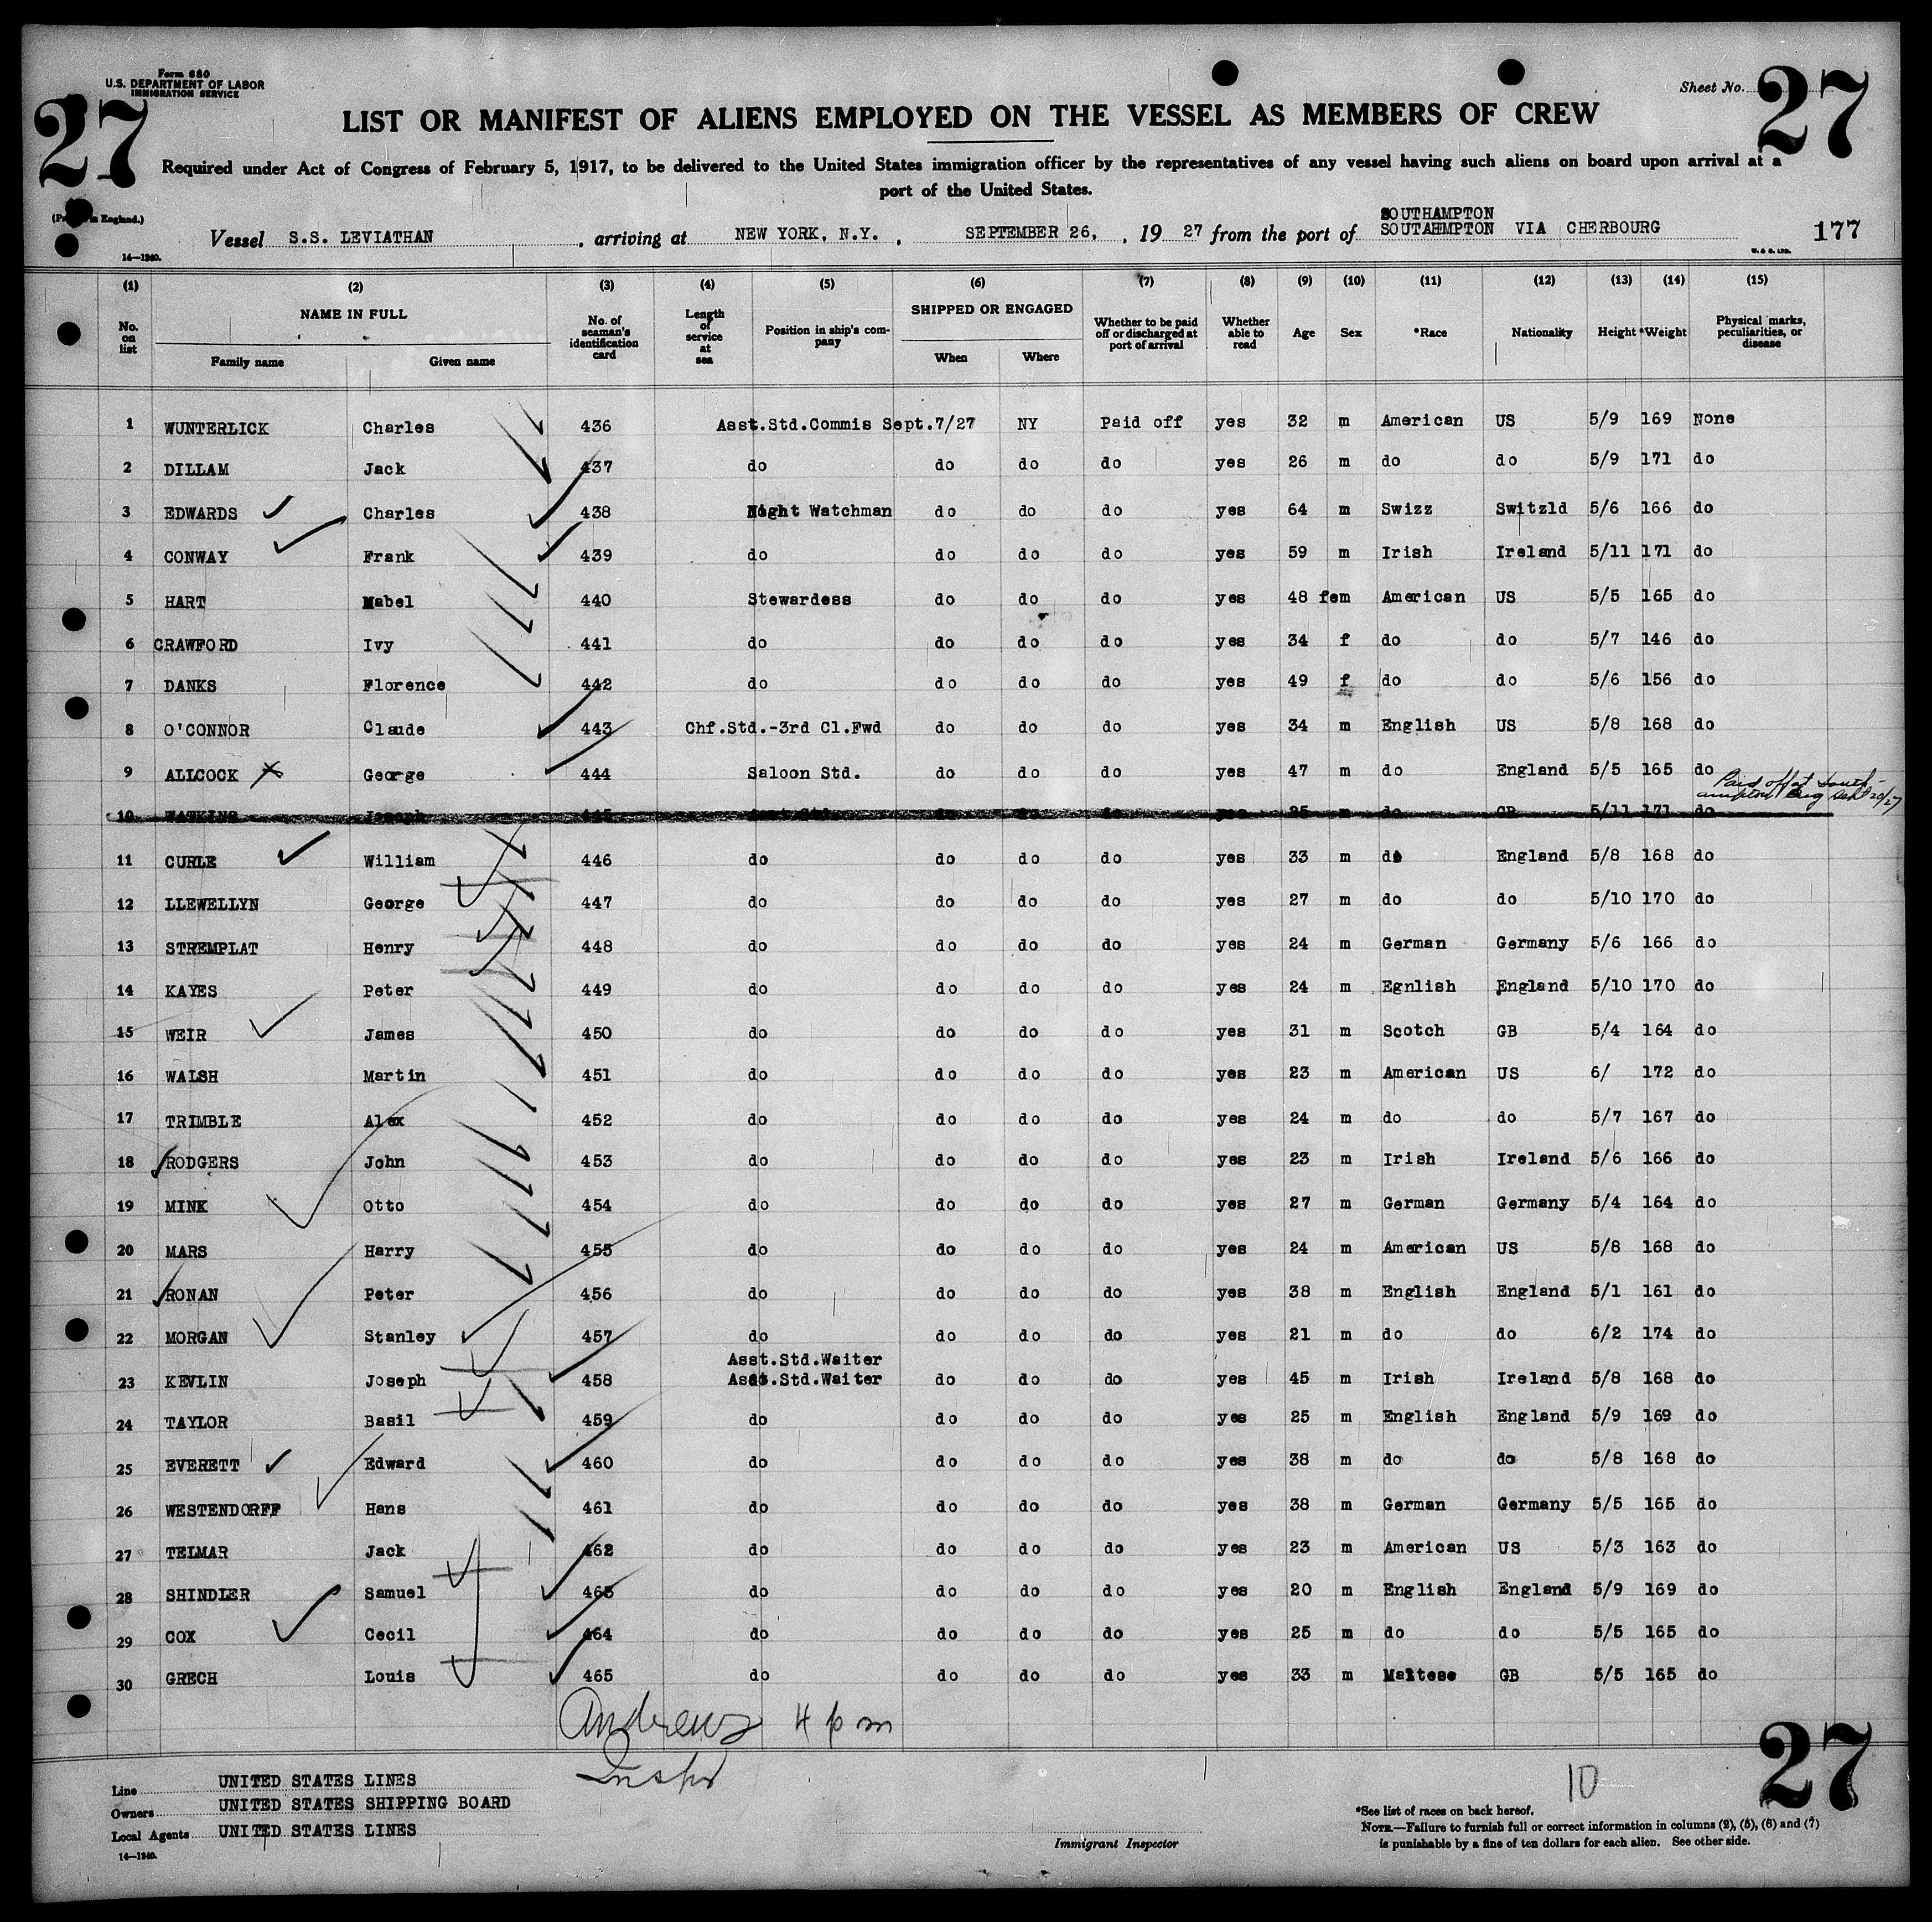 Form 680
U.S. DEPARTMENT OF LABOR
IMMIGRATION SERVICE
Sheet No.
27
27
LIST OR MANIFEST OF ALIENS EMPLOYED ON THE VESSEL AS MEMBERS OF CREW
Required under Act of Congress of February 5, 1917, to be delivered to the United States immigration officer by the representatives of any vessel having such aliens on board upon arrival at a
port of the United States.
in England.)
SOUTHAMPTON
Vessel S.S. LEVIATHAN , arriving at NEW YORK, N.Y. , SEPTEMBER 26, , 19 27 from the port of SOUTAHMPTON VIA CHERBOURG 177
14—1240.
(1) (2) (3) (4) (5) (6) (7) (8) (9) (10) (11) (12) (13) (14) (15)
No. on list NAME IN FULL Family name Given name No. of seaman's identification card Length of service at sea Position in ship's company SHIPPED OR ENGAGED When Where Whether to be paid off or discharged at port of arrival Whether able to read Age Sex *Race Nationality Height *Weight Physical marks, peculiarities, or disease
1 WUNTERLICK Charles 436 Asst.Std.Commis Sept.7/27 NY Paid off yes 32 m American US 5/9 169 None
2 DILLAM Jack 437 do do do do yes 26 m do do 5/9 171 do
3 EDWARDS Charles 438 Night Watchman do do do yes 64 m Swizz Switzld 5/6 166 do
4 CONWAY Frank 439 do do do do yes 59 m Irish Ireland 5/11 171 do
5 HART Mabel 440 Stewardess do do do yes 48 fem American US 5/5 165 do
6 CRAWFORD Ivy 441 do do do do yes 34 f do do 5/7 146 do
7 DANKS Florence 442 do do do do yes 49 f do do 5/6 156 do
8 O'CONNOR Claude 443 Chf.Std.-3rd Cl.Fwd do do do yes 34 m English US 5/8 168 do
9 ALLCOCK George 444 Saloon Std. do do do yes 47 m do England 5/5 165 do
Paid off at South-
10 WATKINS Joseph 445 Asst.Std. do do do yes 25 m do GB 5/11 171 do
11 CURLE William 446 do do do do yes 33 m do England 5/8 168 do
12 LLEWELLYN George 447 do do do do yes 27 m do do 5/10 170 do
13 STREMPLAT Henry 448 do do do do yes 24 m German Germany 5/6 166 do
14 KAYES Peter 449 do do do do yes 24 m Egnlish England 5/10 170 do
15 WEIR James 450 do do do do yes 31 m Scotch GB 5/4 164 do
16 WALSH Martin 451 do do do do yes 23 m American US 6/ 172 do
17 TRIMBLE Alex 452 do do do do yes 24 m do do 5/7 167 do
18 RODGERS John 453 do do do do yes 23 m Irish Ireland 5/6 166 do
19 MINK Otto 454 do do do do yes 27 m German Germany 5/4 164 do
20 MARS Harry 455 do do do do yes 24 m American US 5/8 168 do
21 RONAN Peter 456 do do do do yes 38 m English England 5/1 161 do
22 MORGAN Stanley 457 do do do do yes 21 m do do 6/2 174 do
Asst.Std.Waiter
23 KEVLIN Joseph 458 Asst.Std.Waiter do do do yes 45 m Irish Ireland 5/8 168 do
24 TAYLOR Basil 459 do do do do yes 25 m English England 5/9 169 do
25 EVERETT Edward 460 do do do do yes 38 m do do 5/8 168 do
26 WESTENDORFF Hans 461 do do do do yes 38 m German Germany 5/5 165 do
27 TELMAR Jack 462 do do do do yes 23 m American US 5/3 163 do
28 SHINDLER Samuel 463 do do do do yes 20 m English England 5/9 169 do
29 COX Cecil 464 do do do do yes 25 m do do 5/5 165 do
30 GRECH Louis 465 do do do do yes 33 m Maltese GB 5/5 165 do
Andrews 4 pm
Inspr
27
10
Line UNITED STATES LINES
Owners UNITED STATES SHIPPING BOARD
Local Agents UNITED STATES LINES
14—1240.
Immigrant Inspector
*See list of races on back hereof.
NOTE.—Failure to furnish full or correct information in columns (2), (5), (6) and (7)
is punishable by a fine of ten dollars for each alien. See other side.